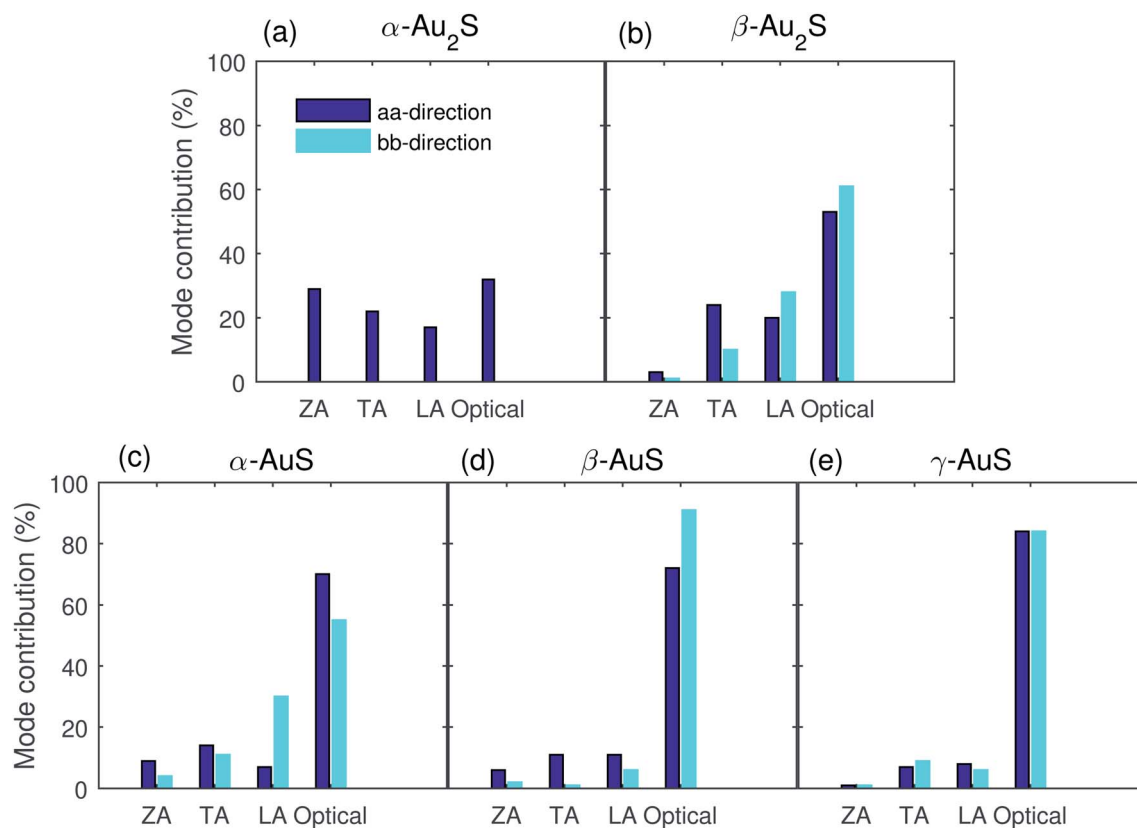 (a) α-Au₂S (b) β-Au₂S
100
80
60
40
20
0
Mode contribution (%)
aa-direction
bb-direction
ZA TA LA Optical ZA TA LA Optical
(c) α-AuS (d) β-AuS (e) γ-AuS
100
80
60
40
20
0
Mode contribution (%)
ZA TA LA Optical ZA TA LA Optical ZA TA LA Optical